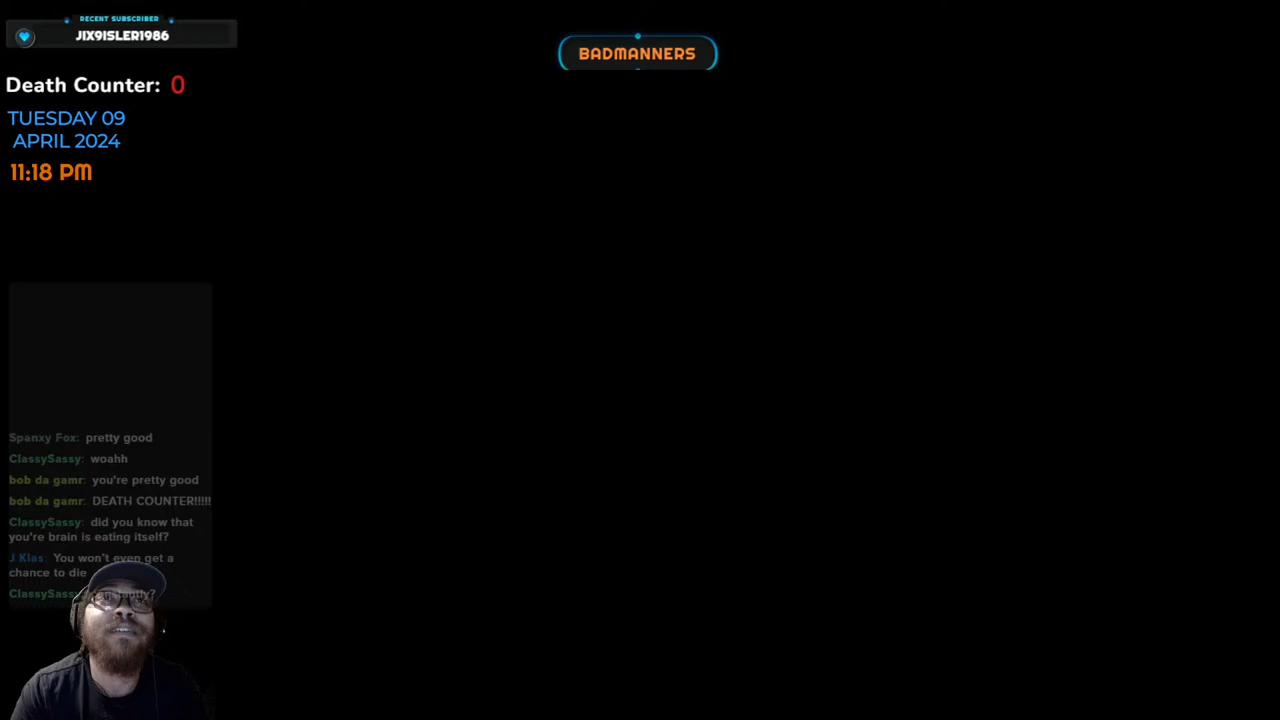 RECENT SUBSCRIBER
JIX9ISLER1986
BADMANNERS
Death Counter: 0
TUESDAY 09
APRIL 2024
11:18 PM
Spanxy Fox: pretty good
ClassySassy: woahh
bob da gamr: you're pretty good
bob da gamr: DEATH COUNTER!!!!!
ClassySassy: did you know that
you're brain is eating itself?
J Klas: You won't even get a
chance to die
ClassySassy: